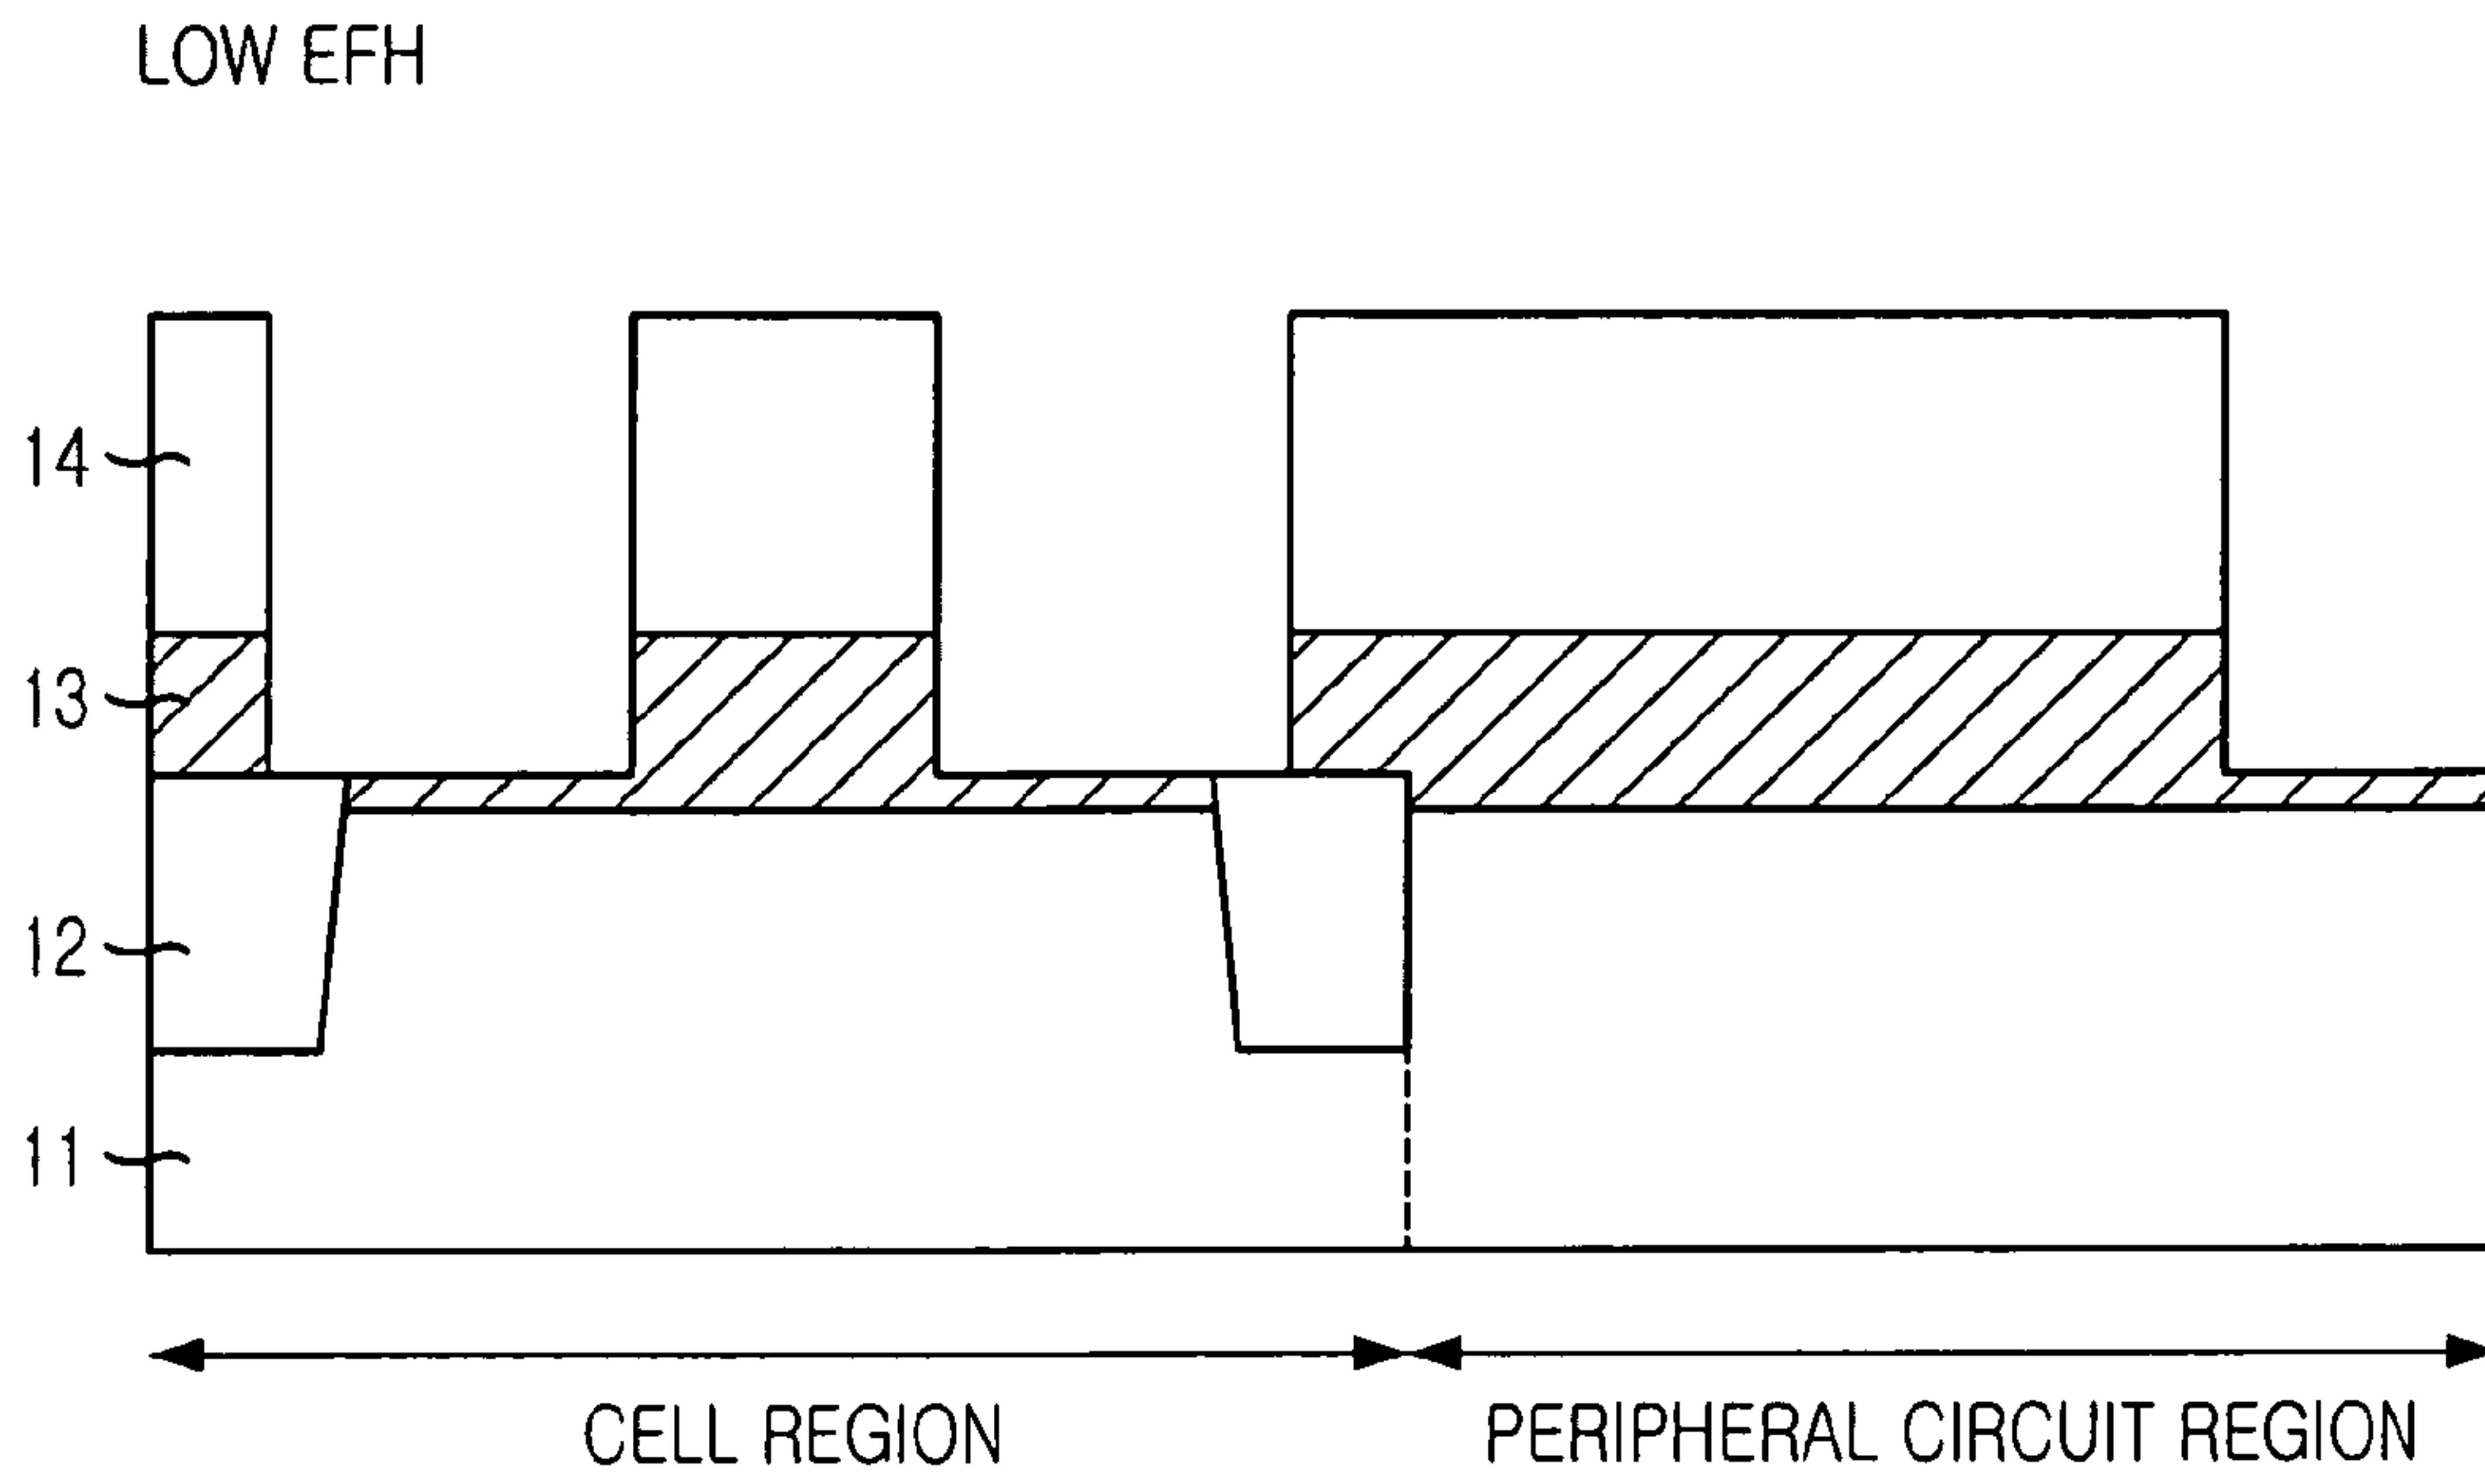 LOW EFH
14
13
12
11
CELL REGION
PERIPHERAL CIRCUIT REGION